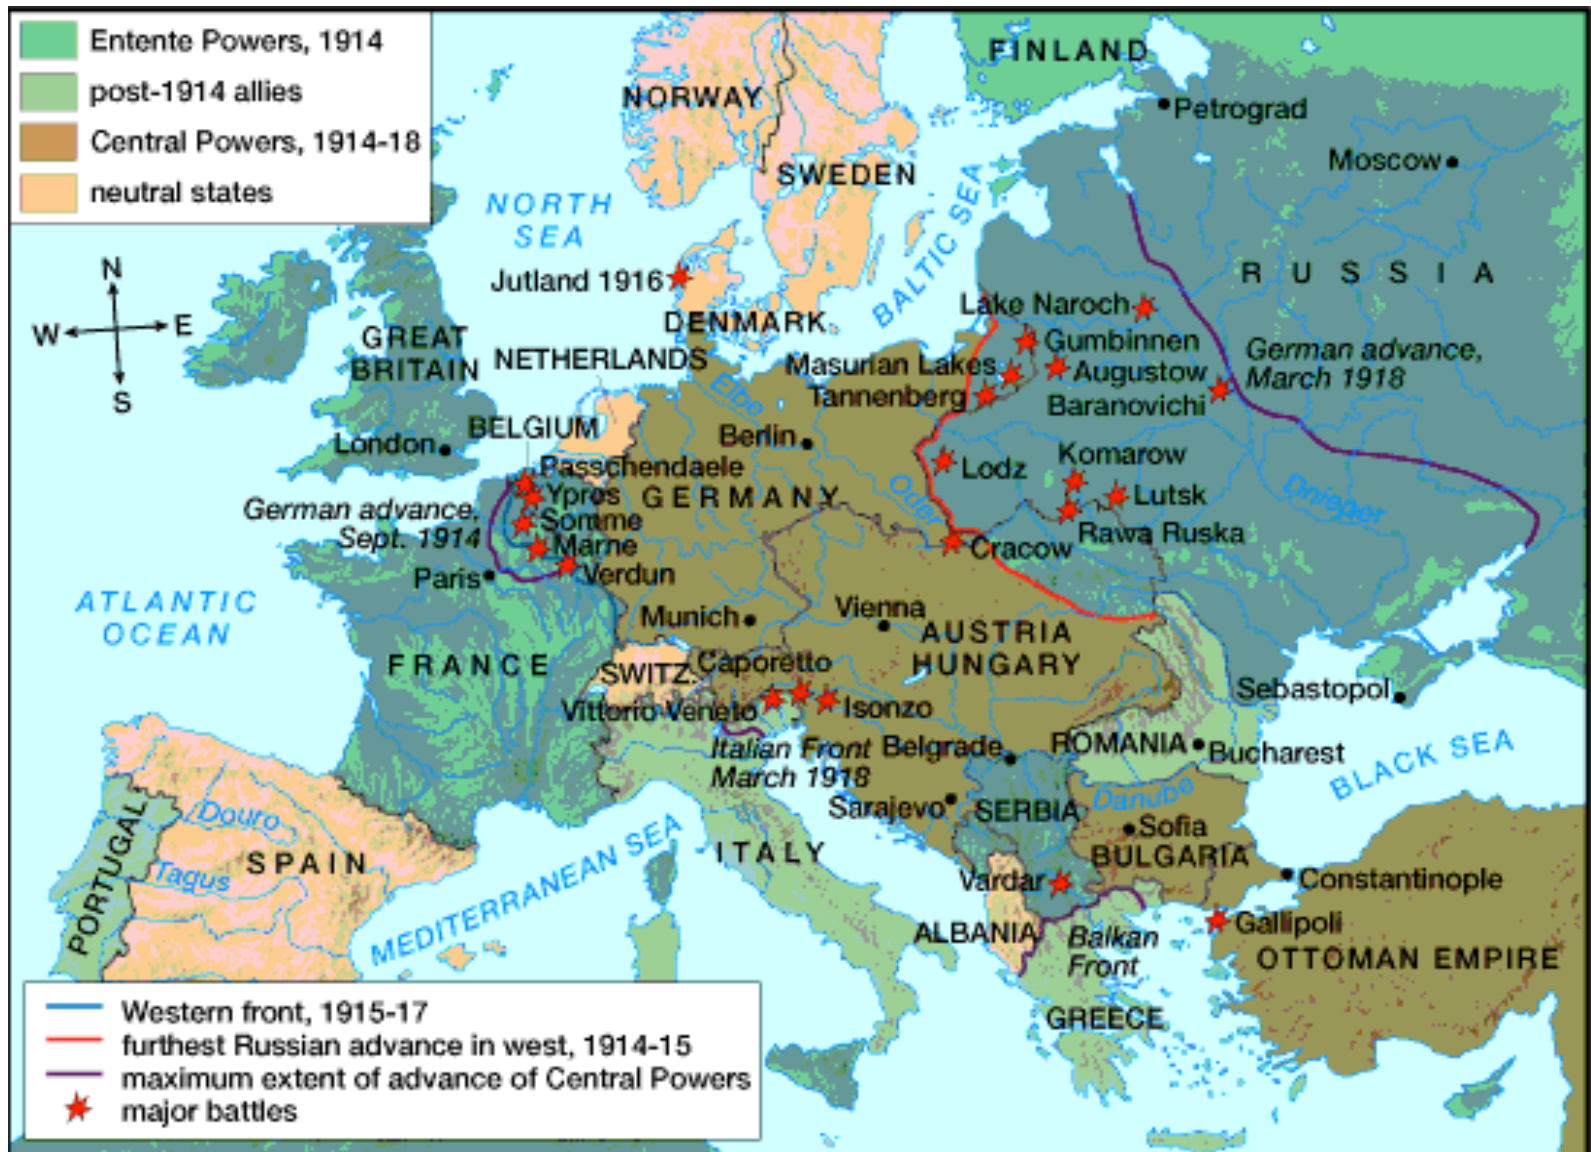 Entente Powers, 1914
post-1914 allies
Central Powers, 1914-18
neutral states
N
W
E
S
FINLAND
NORWAY
Petrograd
Moscow
SWEDEN
NORTH
SEA
BALTIC SEA
RUSSIA
Jutland 1916
DENMARK
Lake Naroch
GREAT
BRITAIN
NETHERLANDS
Gumbinnen
Masurian Lakes
Augustow
German advance,
March 1918
Tannenberg
Baranovichi
Elbe
BELGIUM
London
Berlin
Komarow
Passchendaele
Lodz
Ypres
GERMANY
Oder
Lutsk
Dnieper
German advance,
Sept. 1914
Somme
Rawa Ruska
Marne
Cracow
Paris
Verdun
ATLANTIC
OCEAN
Munich
Vienna
AUSTRIA
HUNGARY
FRANCE
SWITZ.
Caporetto
Sebastopol
Vittorio Veneto
Isonzo
Italian Front
March 1918
Belgrade
ROMANIA
Bucharest
BLACK SEA
Sarajevo
SERBIA
Danube
Douro
PORTUGAL
SPAIN
Tagus
MEDITERRANEAN SEA
ITALY
Sofia
BULGARIA
Vardar
Constantinople
ALBANIA
Balkan
Front
Gallipoli
OTTOMAN EMPIRE
GREECE
Western front, 1915-17
furthest Russian advance in west, 1914-15
maximum extent of advance of Central Powers
major battles